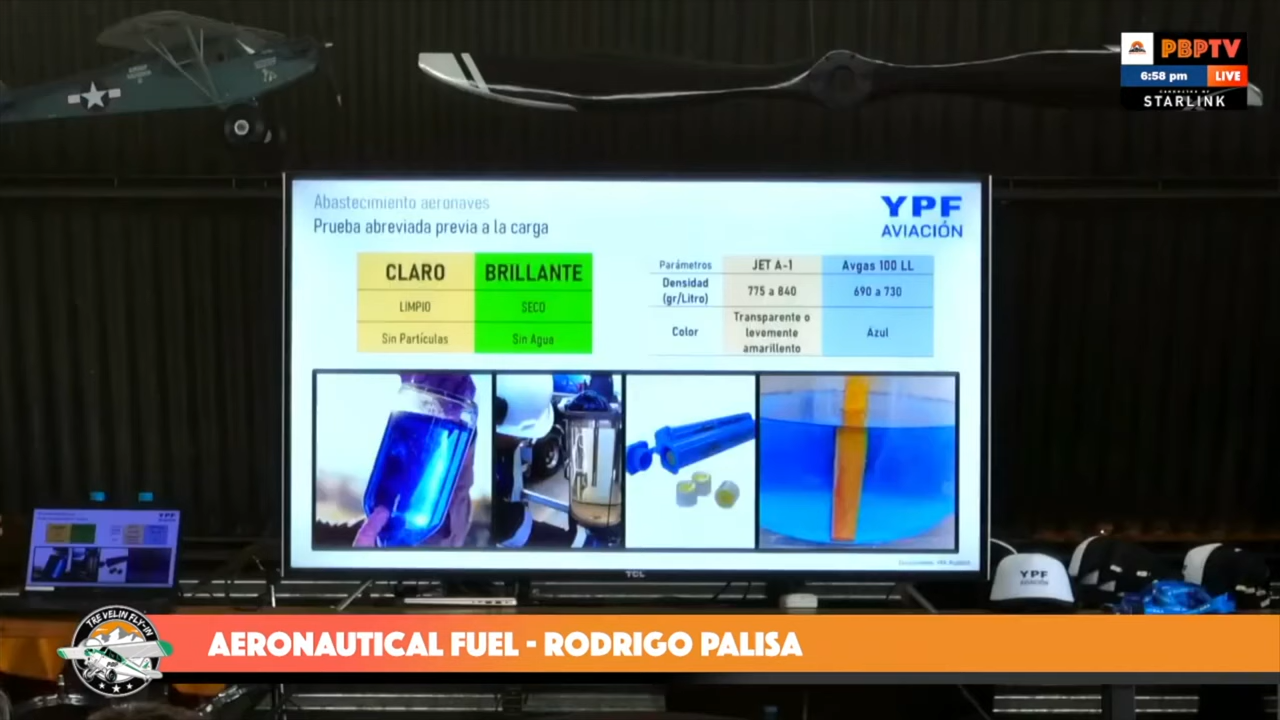 PBPTV
6:58 pm
LIVE
STARLINK
Abastecimiento aeronaves
Prueba abreviada previa a la carga
YPF
AVIACIÓN
CLARO
BRILLANTE
LIMPIO
SECO
Sin Partículas
Sin Agua
Parámetros
JET A-1
Avgas 100 LL
Densidad
(gr/Litro)
775 a 840
690 a 730
Color
Transparente o
levemente
amarillento
Azul
TCL
YPF
TREVELIN FLY-IN
AERONAUTICAL FUEL - RODRIGO PALISA